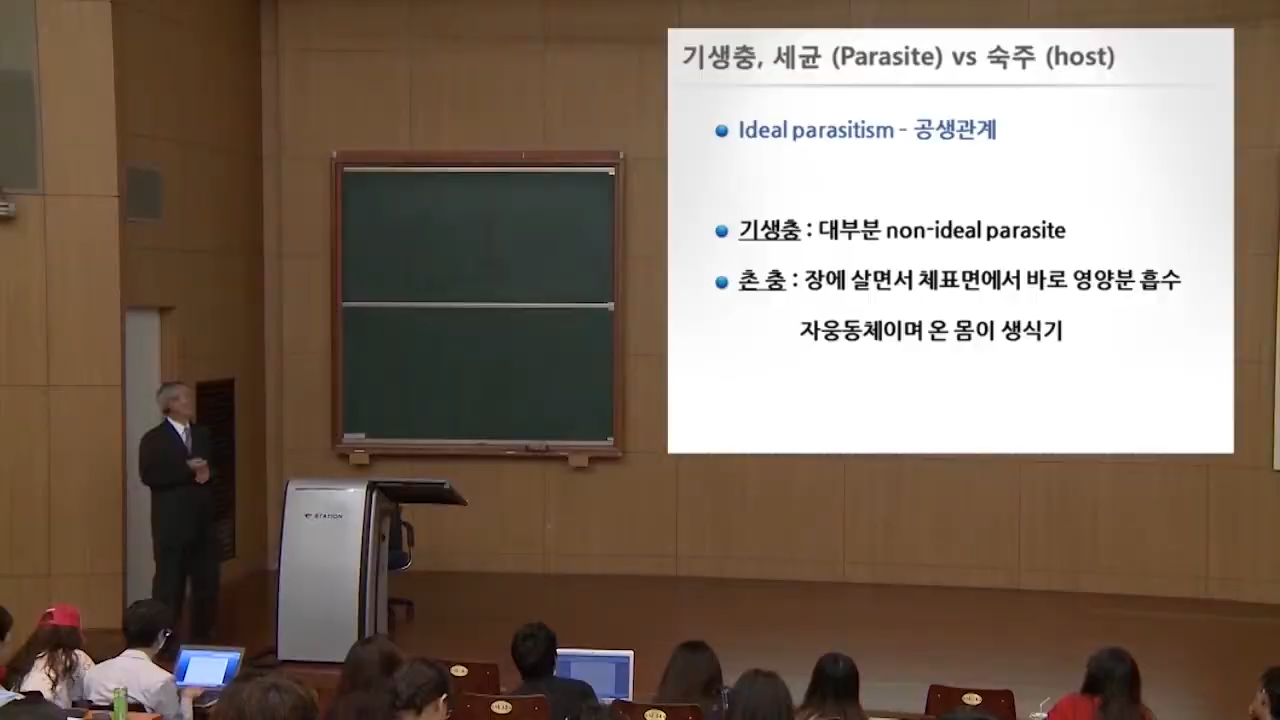 기생충, 세균 (Parasite) vs 숙주 (host)
Ideal parasitism - 공생관계
기생충 : 대부분 non-ideal parasite
촌 충 : 장에 살면서 체표면에서 바로 영양분 흡수
자웅동체이며 온 몸이 생식기
STATION